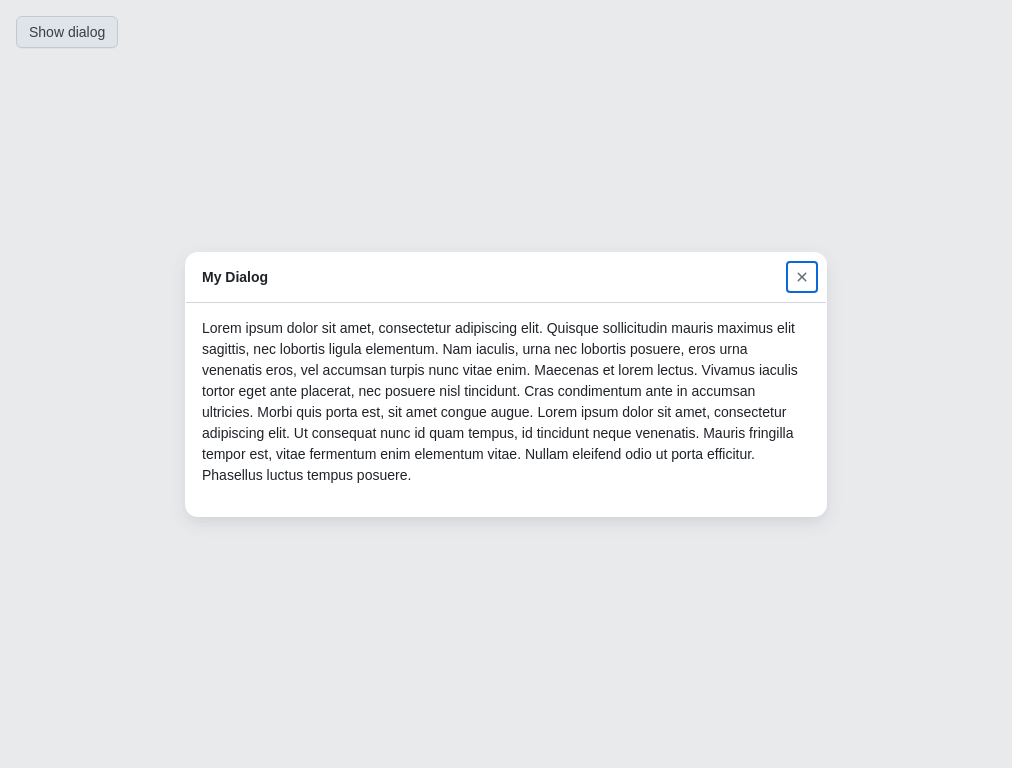 Show dialog
My Dialog
Lorem ipsum dolor sit amet, consectetur adipiscing elit. Quisque sollicitudin mauris maximus elit
sagittis, nec lobortis ligula elementum. Nam iaculis, urna nec lobortis posuere, eros urna
venenatis eros, vel accumsan turpis nunc vitae enim. Maecenas et lorem lectus. Vivamus iaculis
tortor eget ante placerat, nec posuere nisl tincidunt. Cras condimentum ante in accumsan
ultricies. Morbi quis porta est, sit amet congue augue. Lorem ipsum dolor sit amet, consectetur
adipiscing elit. Ut consequat nunc id quam tempus, id tincidunt neque venenatis. Mauris fringilla
tempor est, vitae fermentum enim elementum vitae. Nullam eleifend odio ut porta efficitur.
Phasellus luctus tempus posuere.